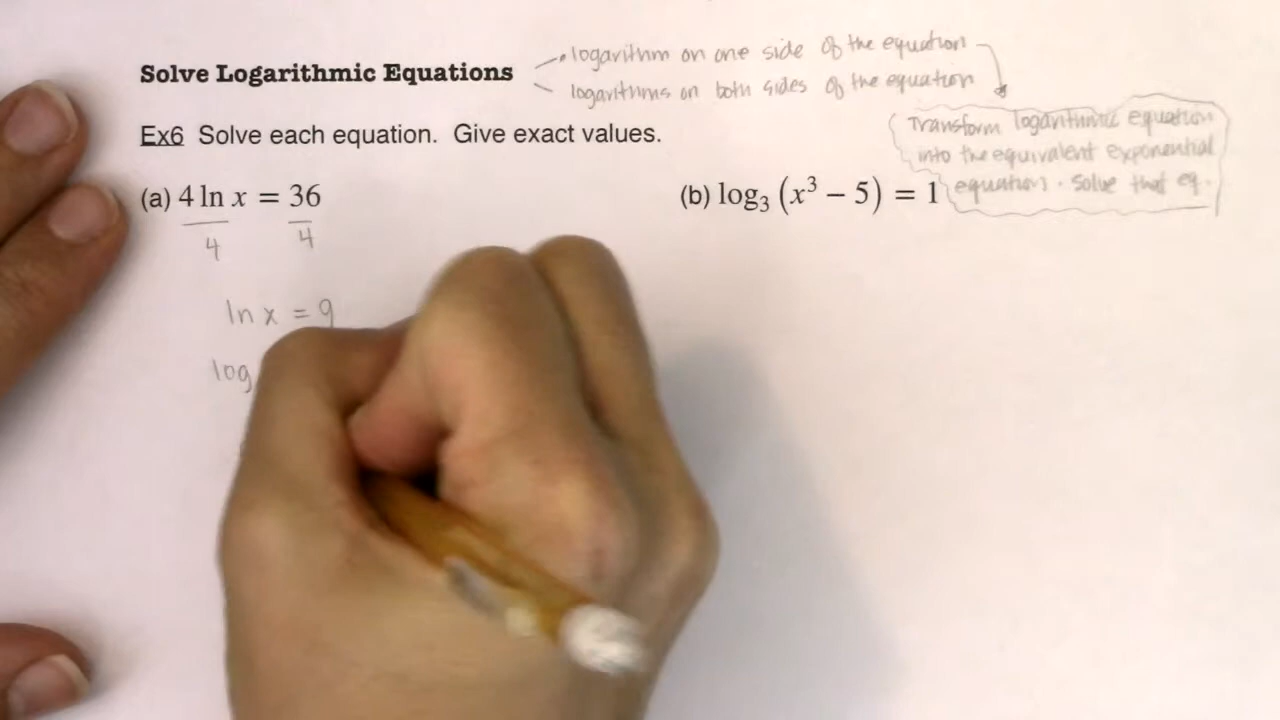 Solve Logarithmic Equations
logarithm on one side of the equation
logarithms on both sides of the equation
Transform logarithmic equation
into the equivalent exponential
equation. Solve that eq.
Ex6 Solve each equation. Give exact values.
(a) 4 ln x = 36
4 4
ln x = 9
log
(b) log₃ (x³ – 5) = 1